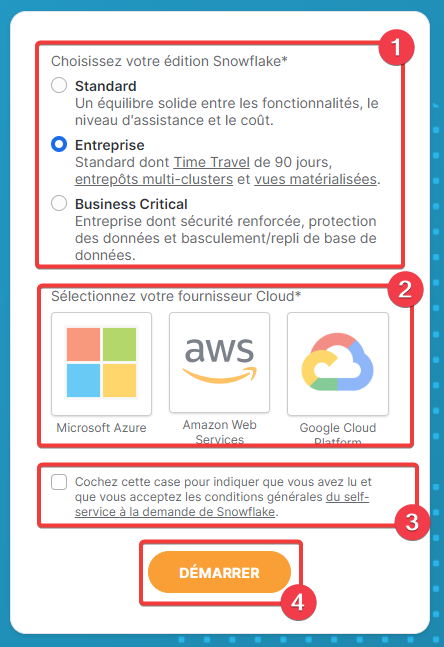 1
Choisissez votre édition Snowflake*
Standard
Un équilibre solide entre les fonctionnalités, le
niveau d'assistance et le coût.
Entreprise
Standard dont Time Travel de 90 jours,
entrepôts multi-clusters et vues matérialisées.
Business Critical
Entreprise dont sécurité renforcée, protection
des données et basculement/repli de base de
données.
2
Sélectionnez votre fournisseur Cloud*
aws
Microsoft Azure
Amazon Web
Services
Google Cloud
Platform
Cochez cette case pour indiquer que vous avez lu et
que vous acceptez les conditions générales du self-
service à la demande de Snowflake.
3
DÉMARRER
4